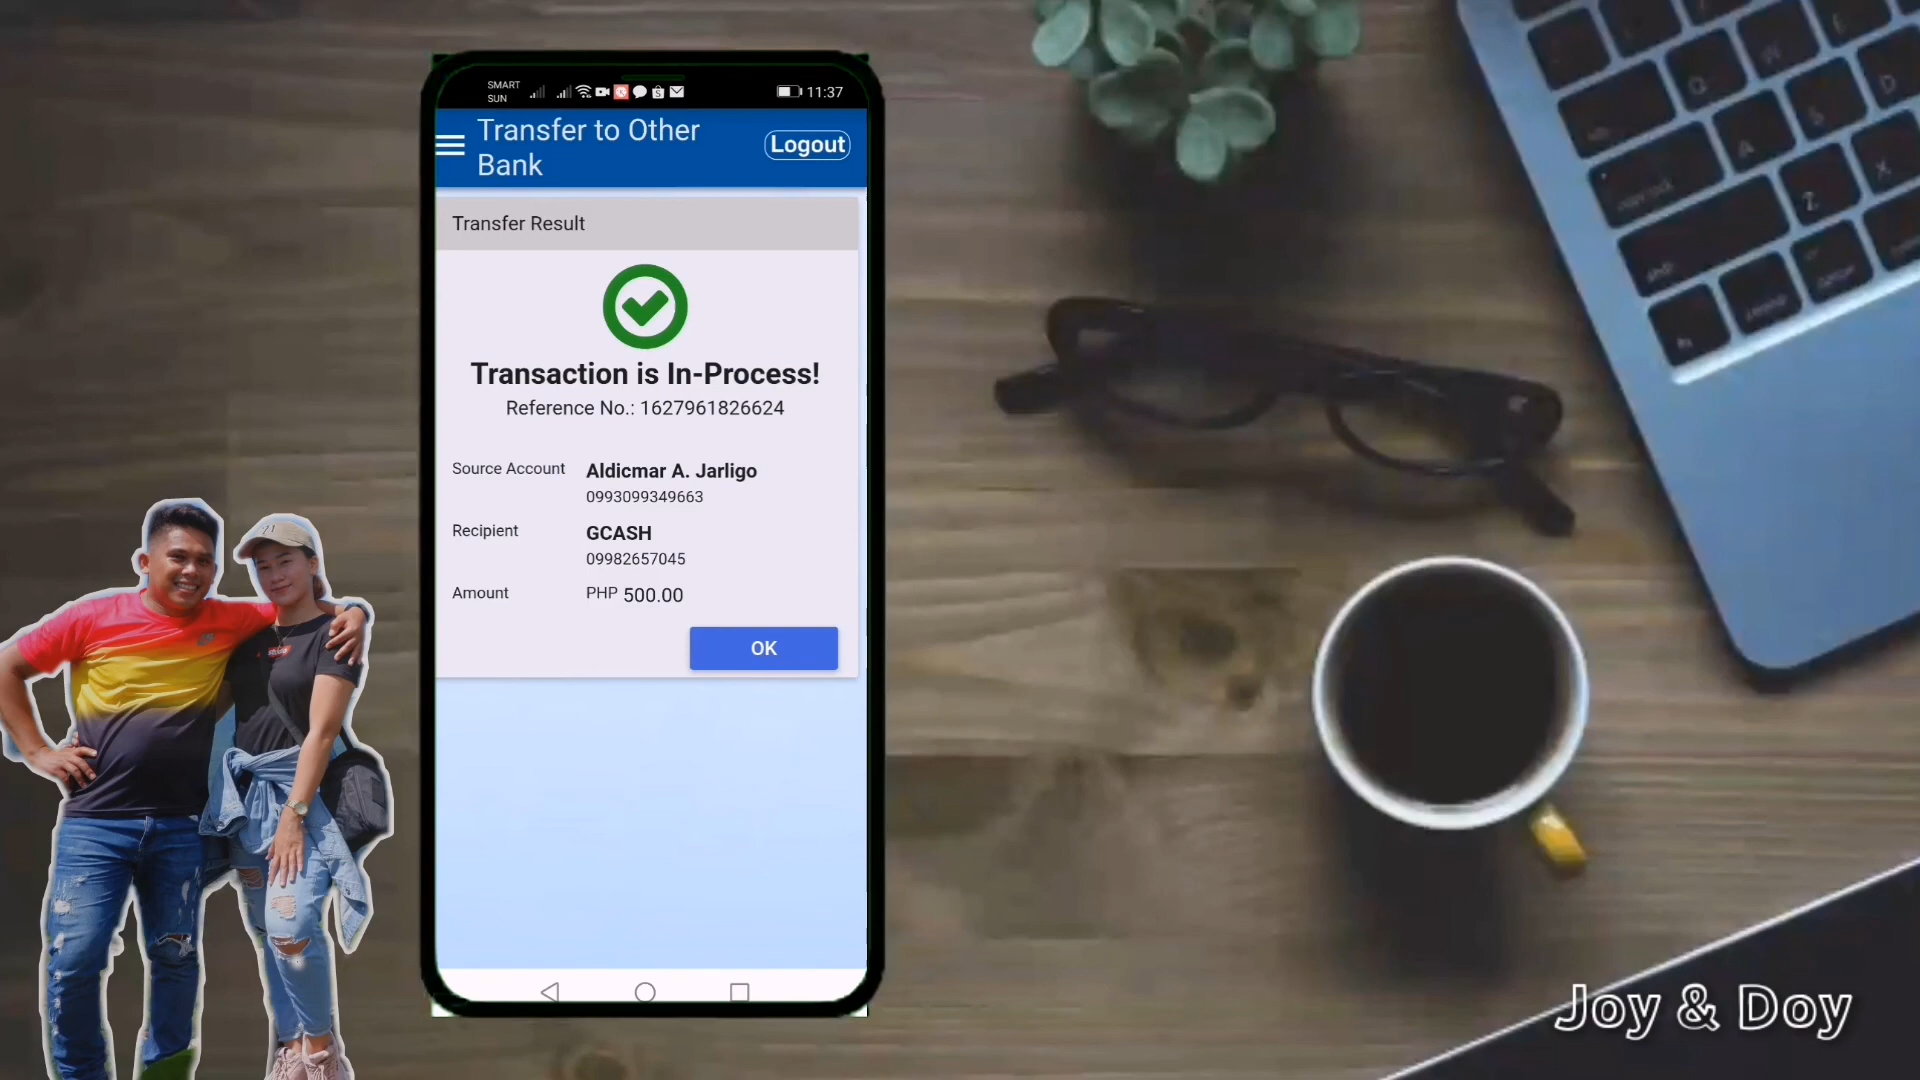 SMART
SUN
11:37
Transfer to Other
Bank
Logout
Transfer Result
Transaction is In-Process!
Reference No.: 1627961826624
Source Account
Aldicmar A. Jarligo
0993099349663
Recipient
GCASH
09982657045
Amount
PHP 500.00
OK
Joy & Doy